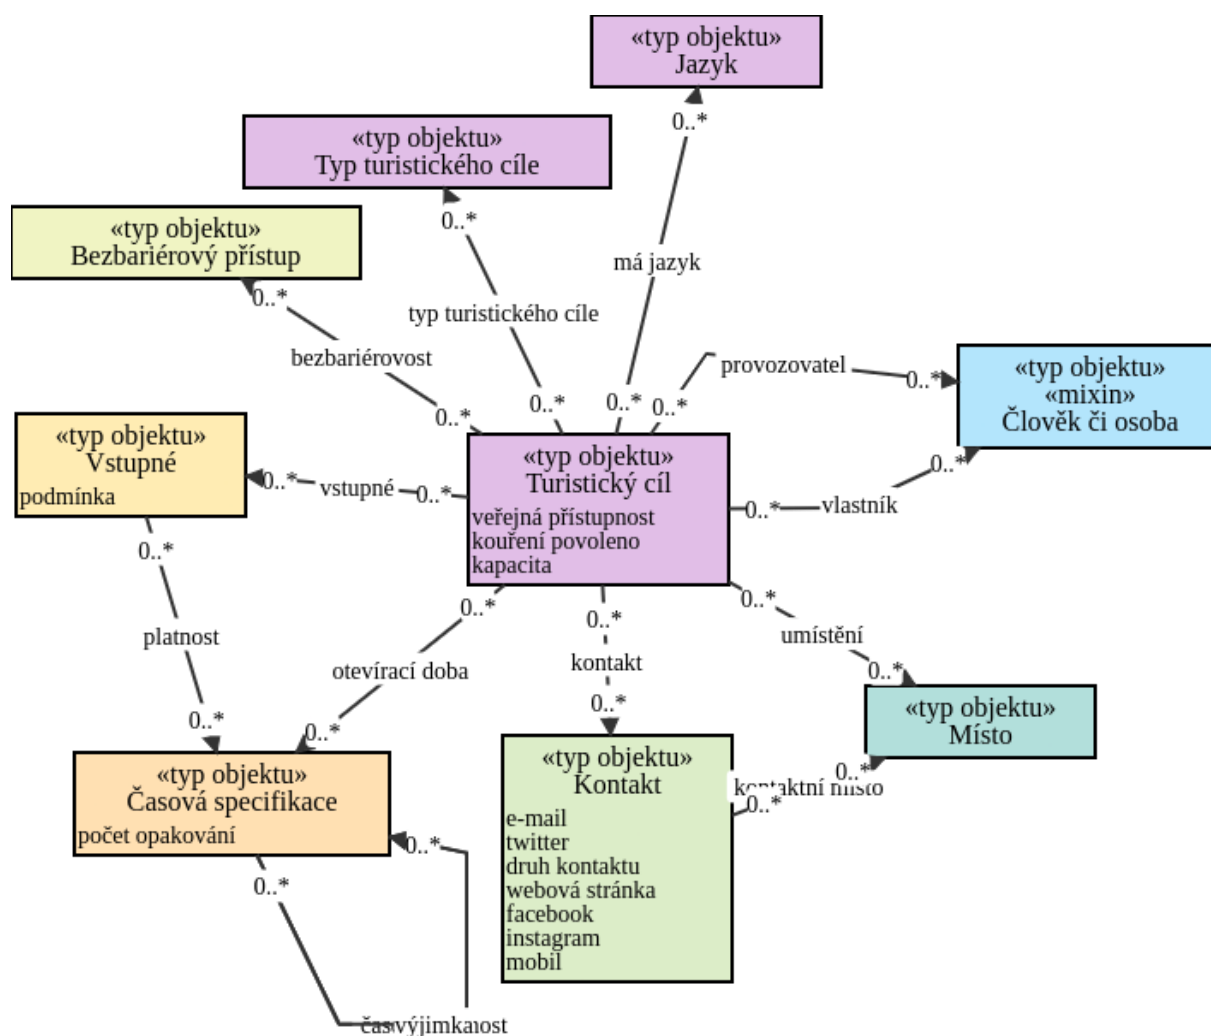 «typ objektu»
Jazyk
0..*
«typ objektu»
Typ turistického cíle
0..*
«typ objektu»
Bezbariérový přístup
0..*
má jazyk
typ turistického cíle
bezbariérovost
provozovatel
0..*
«typ objektu»
«mixin»
Člověk či osoba
0..*
0..*
0..*
0..*
0..*
«typ objektu»
Vstupné
podmínka
0..*
vstupné
0..*
«typ objektu»
Turistický cíl
veřejná přístupnost
kouření povoleno
kapacita
0..*
vlastník
0..*
0..*
platnost
0..*
0..*
otevírací doba
0..*
0..*
kontakt
0..*
0..*
umístění
0..*
«typ objektu»
Místo
«typ objektu»
Časová specifikace
počet opakování
0..*
0..*
«typ objektu»
Kontakt
e-mail
twitter
druh kontaktu
webová stránka
facebook
instagram
mobil
0..*
kontaktní místo
0..*